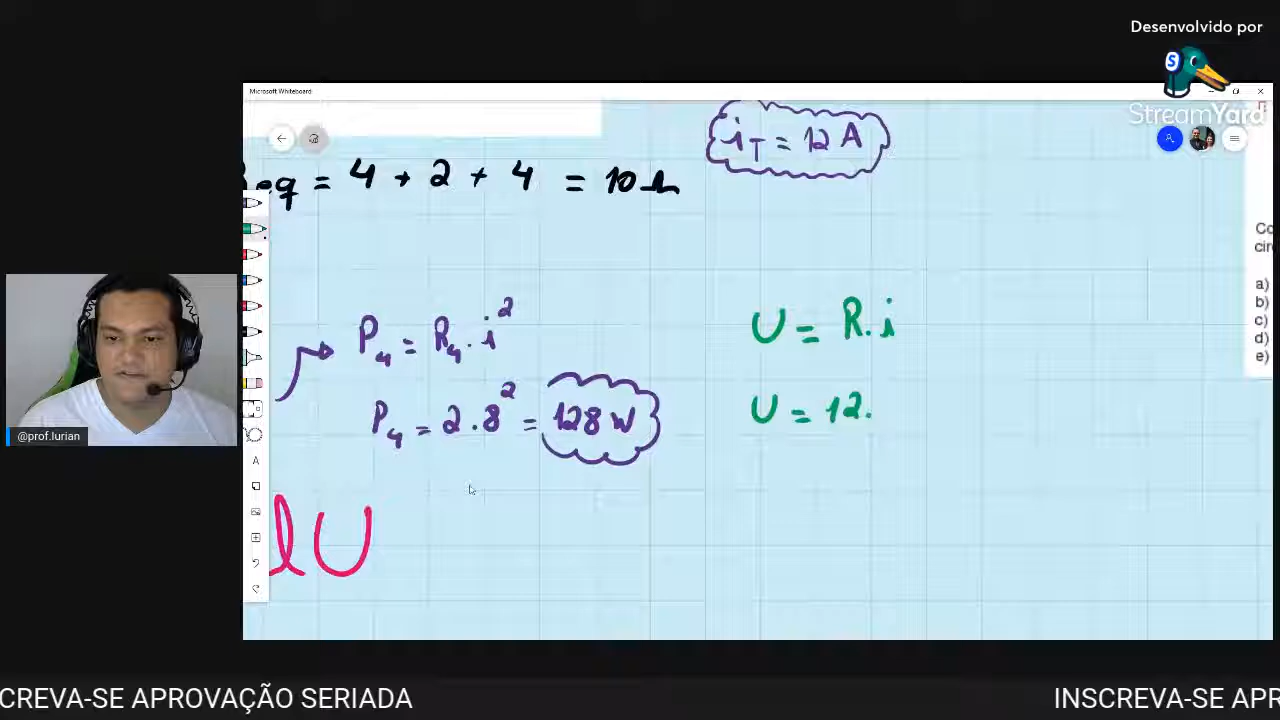 Desenvolvido por
S
StreamYard
Microsoft Whiteboard
i_T = 12 A
Req = 4 + 2 + 4 = 10 Ω
P_4 = R_4 . i²
U = R. i
P_4 = 2 . 8² = 128 W
U = 12.
U
A
a)
b)
c)
d)
e)
@prof.lurian
CREVA-SE APROVAÇÃO SERIADA
INSCREVA-SE APR